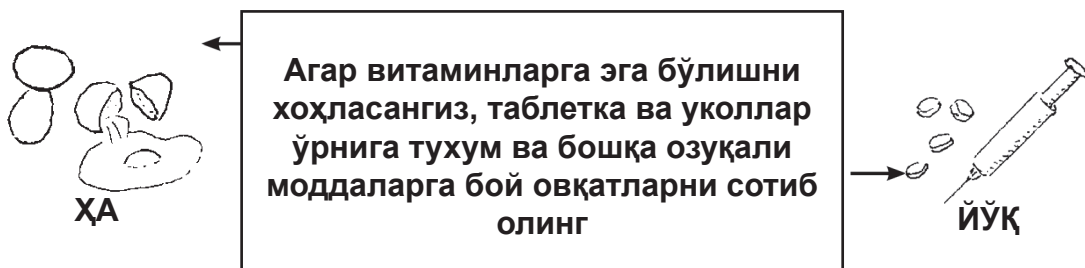 Агар витаминларга эга бўлишни
хоҳласангиз, таблетка ва уколлар
ўрнига тухум ва бошқа озуқали
моддаларга бой овқатларни сотиб
олинг
ҲА
ЙЎҚ